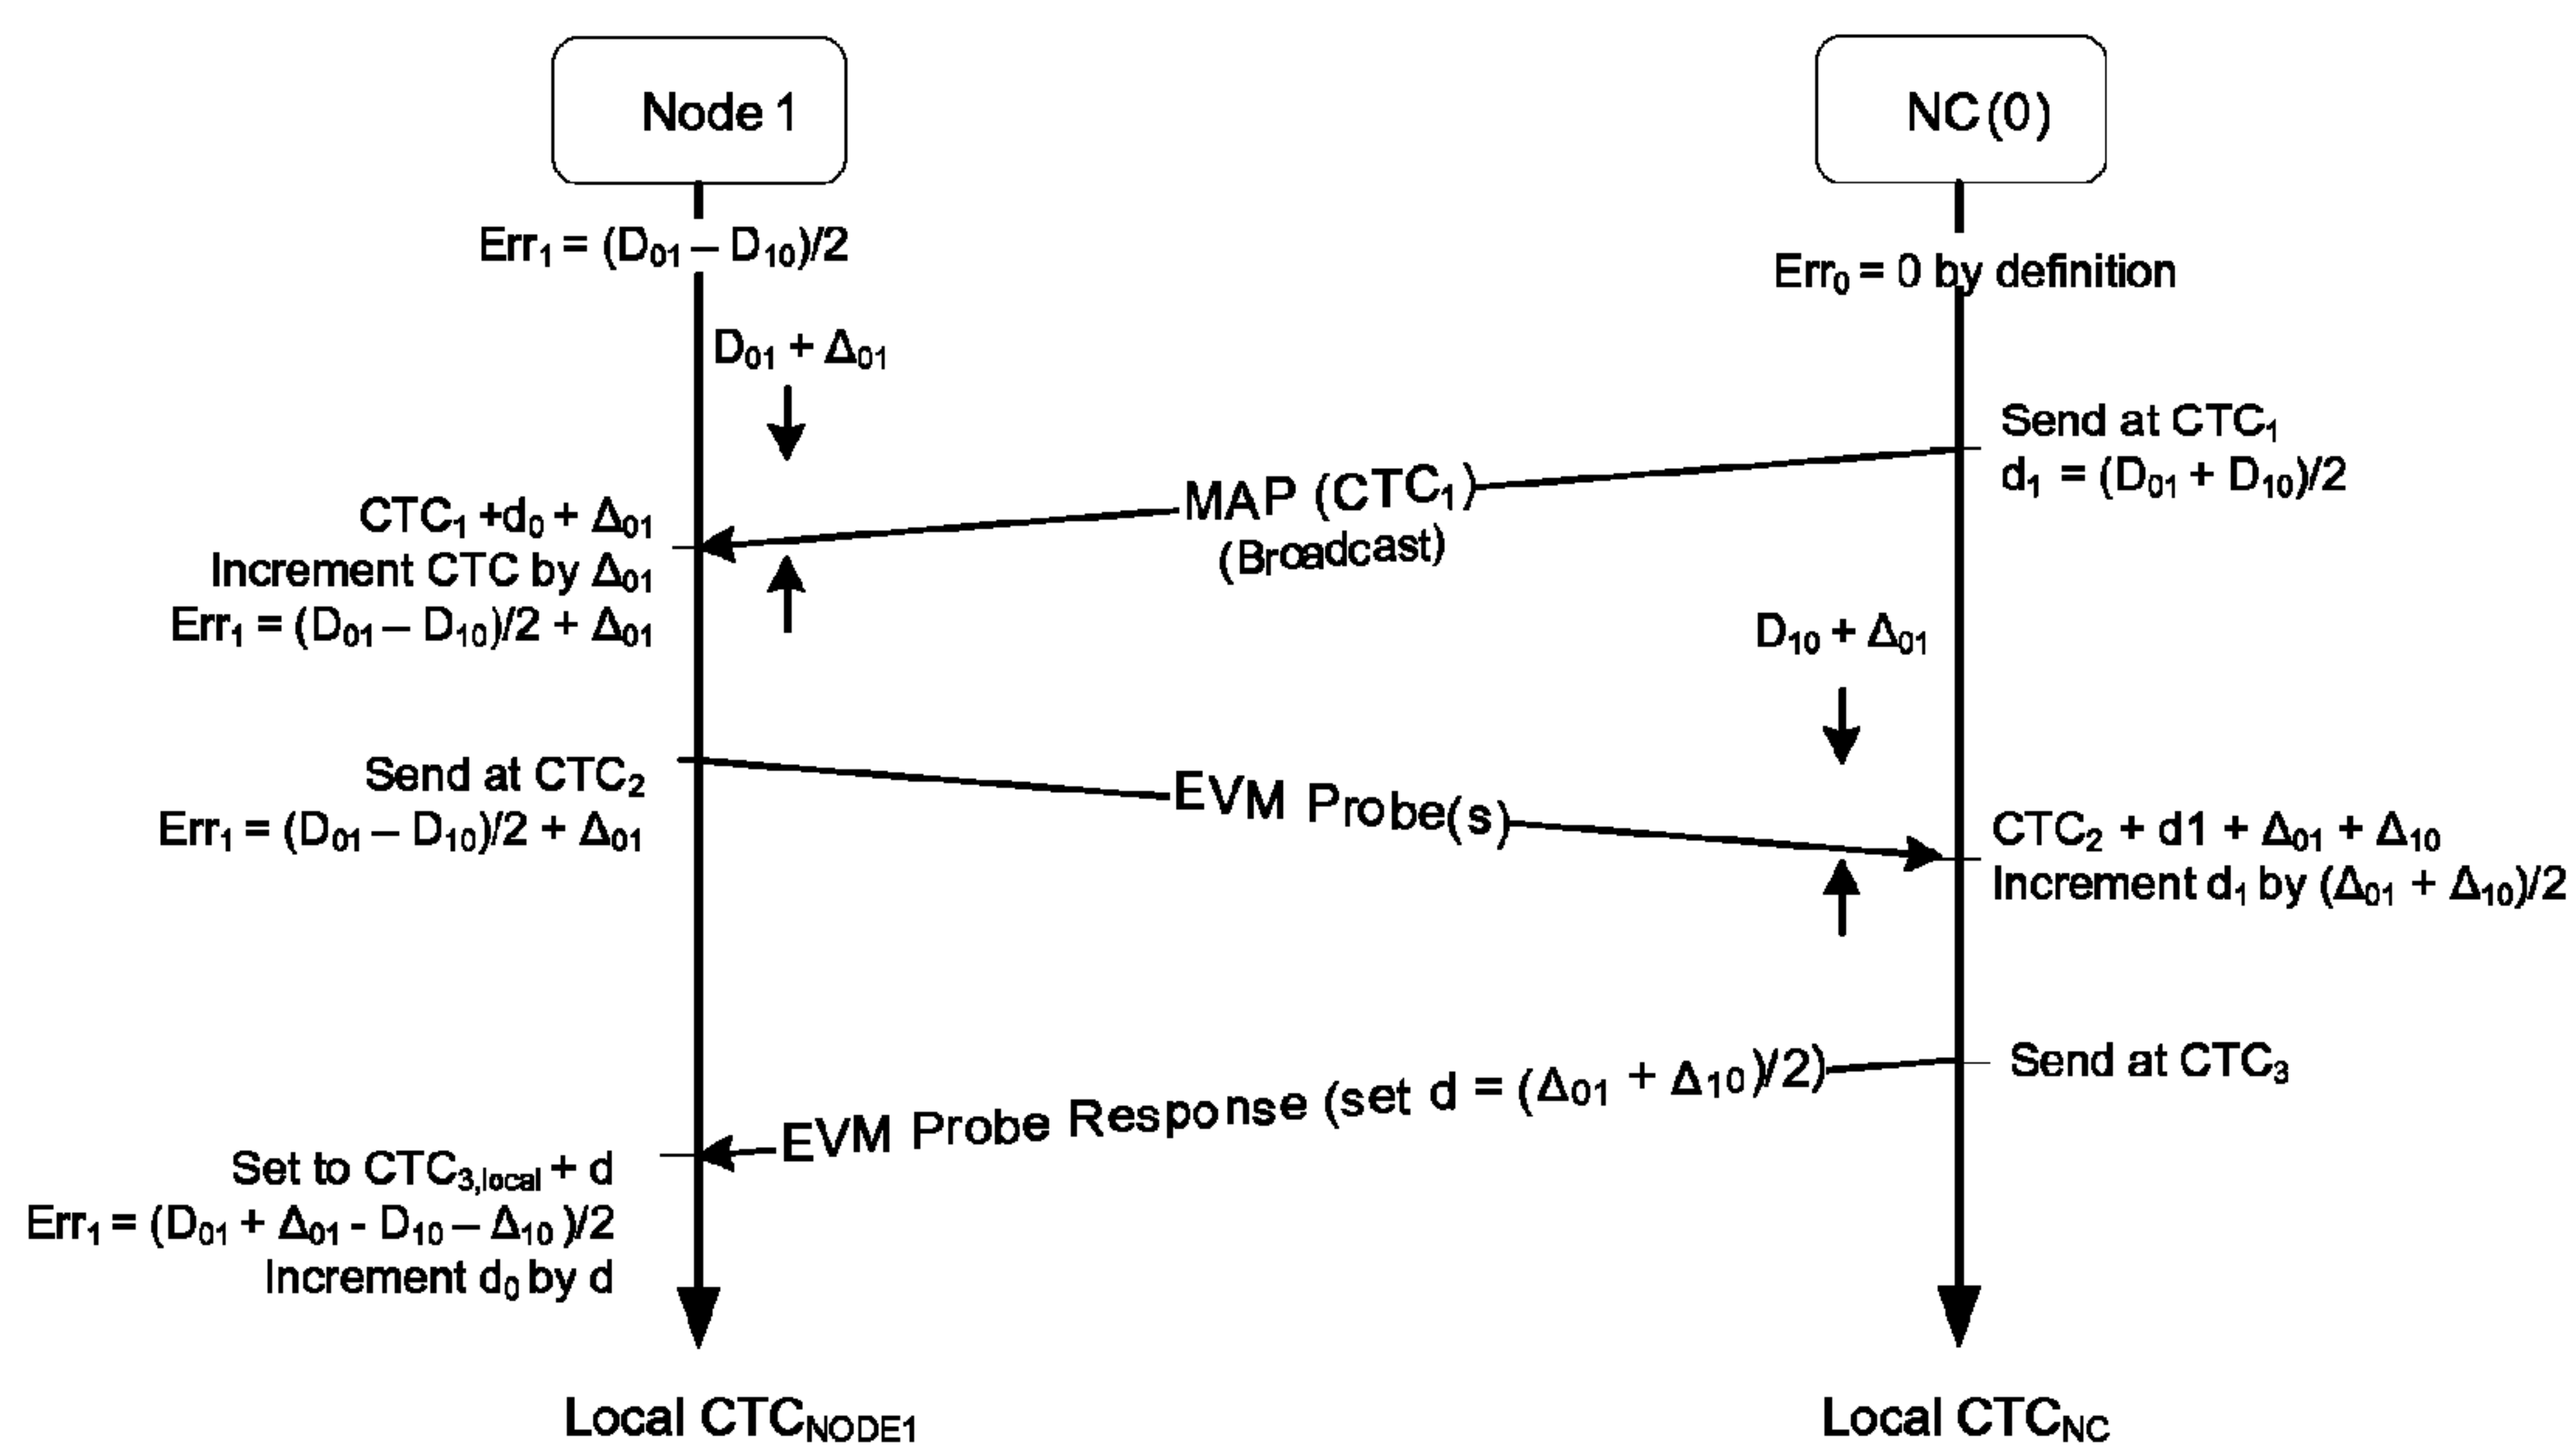 Node 1
NC(0)
Err₁ = (D₀₁ – D₁₀)/2
Err₀ = 0 by definition
D₀₁ + Δ₀₁
Send at CTC₁
d₁ = (D₀₁ + D₁₀)/2
MAP (CTC₁)
(Broadcast)
CTC₁ +d₀ + Δ₀₁
Increment CTC by Δ₀₁
Err₁ = (D₀₁ – D₁₀)/2 + Δ₀₁
D₁₀ + Δ₀₁
Send at CTC₂
Err₁ = (D₀₁ – D₁₀)/2 + Δ₀₁
EVM Probe(s)
CTC₂ + d1 + Δ₀₁ + Δ₁₀
Increment d₁ by (Δ₀₁ + Δ₁₀)/2
Send at CTC₃
EVM Probe Response (set d = (Δ₀₁ + Δ₁₀)/2)
Set to CTC₃,local + d
Err₁ = (D₀₁ + Δ₀₁ - D₁₀ – Δ₁₀ )/2
Increment d₀ by d
Local CTC_NODE1
Local CTC_NC